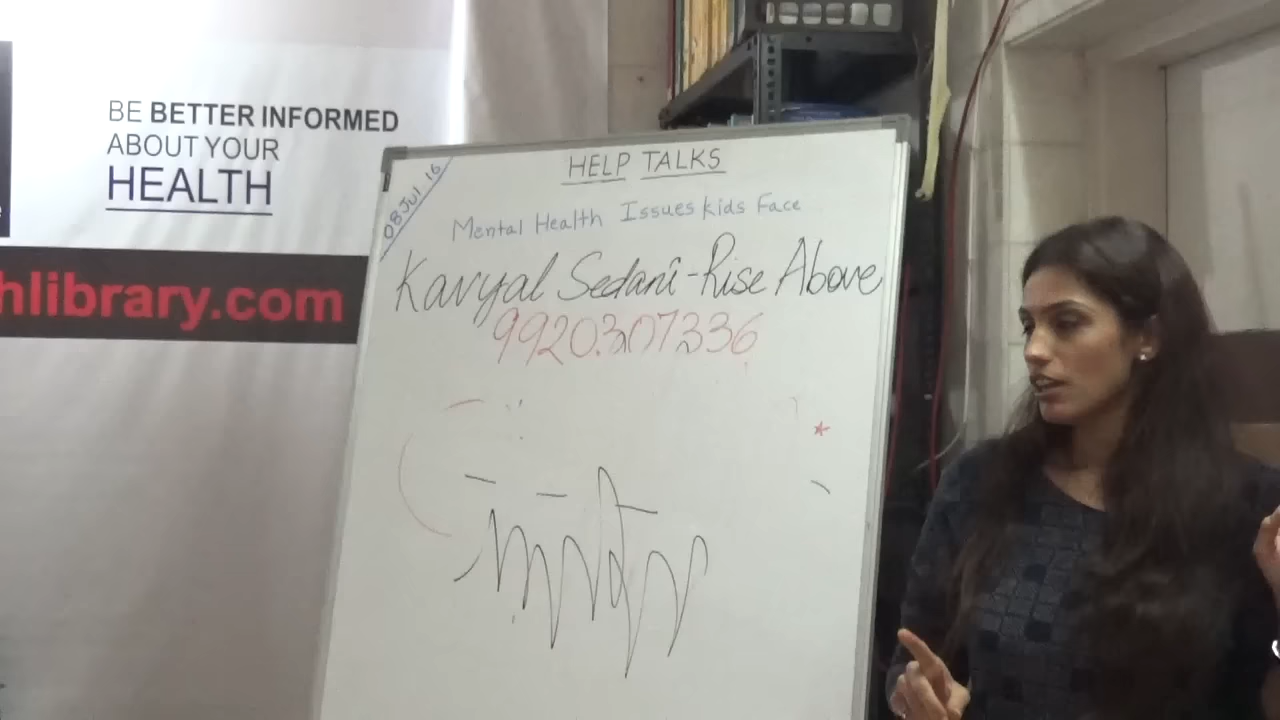 BE BETTER INFORMED
ABOUT YOUR
HEALTH
hlibrary.com
08 Jul 16
HELP TALKS
Mental Health Issues kids Face
Kavyal Sedani - Rise Above
9920307336